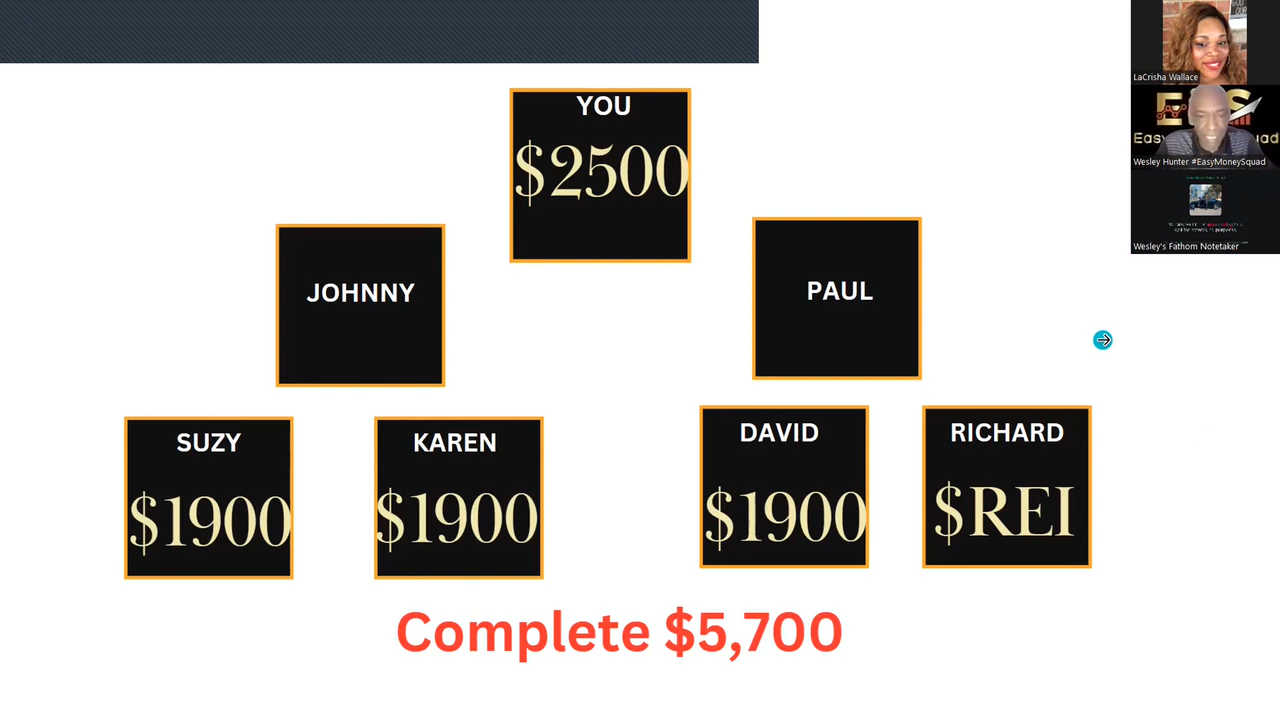 YOU
$2500
JOHNNY
PAUL
SUZY
$1900
KAREN
$1900
DAVID
$1900
RICHARD
$REI
Complete $5,700
LaCrisha Wallace
Wesley Hunter #EasyMoneySquad
Wesley's Fathom Notetaker